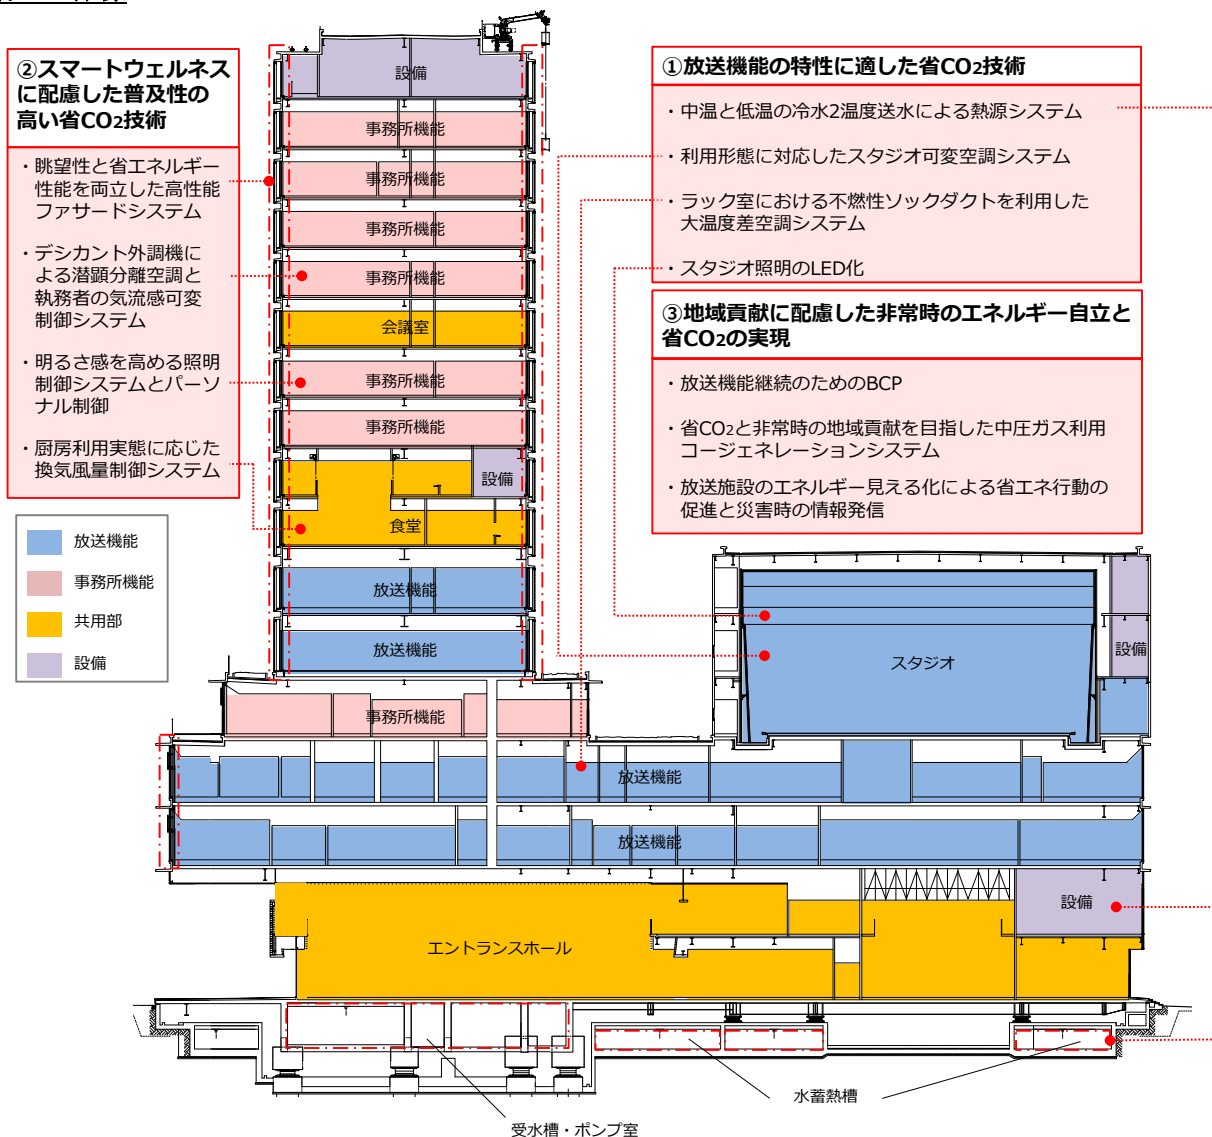 ②スマートウェルネス
に配慮した普及性の
高い省CO₂技術
・眺望性と省エネルギー
性能を両立した高性能
ファサードシステム
・デシカント外調機に
よる潜顕分離空調と
執務者の気流感可変
制御システム
・明るさ感を高める照明
制御システムとパーソ
ナル制御
・厨房利用実態に応じた
換気風量制御システム
放送機能
事務所機能
共用部
設備
①放送機能の特性に適した省CO₂技術
・中温と低温の冷水2温度送水による熱源システム
・利用形態に対応したスタジオ可変空調システム
・ラック室における不燃性ソックダクトを利用した
大温度差空調システム
・スタジオ照明のLED化
③地域貢献に配慮した非常時のエネルギー自立と
省CO₂の実現
・放送機能継続のためのBCP
・省CO₂と非常時の地域貢献を目指した中圧ガス利用
コージェネレーションシステム
・放送施設のエネルギー見える化による省エネ行動の
促進と災害時の情報発信
設備
事務所機能
事務所機能
事務所機能
事務所機能
会議室
事務所機能
事務所機能
設備
食堂
放送機能
放送機能
スタジオ
設備
事務所機能
放送機能
放送機能
設備
エントランスホール
水蓄熱槽
受水槽・ポンプ室